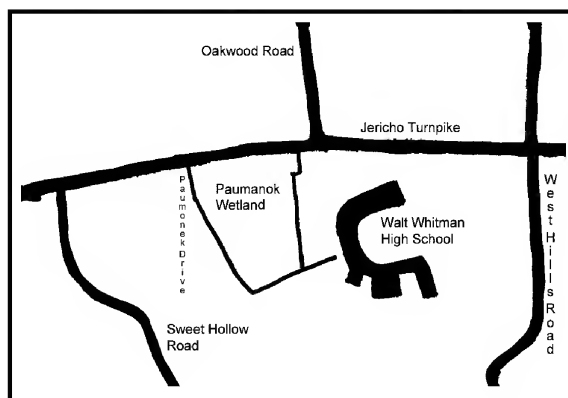 Oakwood Road
Jericho Turnpike
Paumonek Drive
Paumanok
Wetland
Walt Whitman
High School
West Hills Road
Sweet Hollow
Road